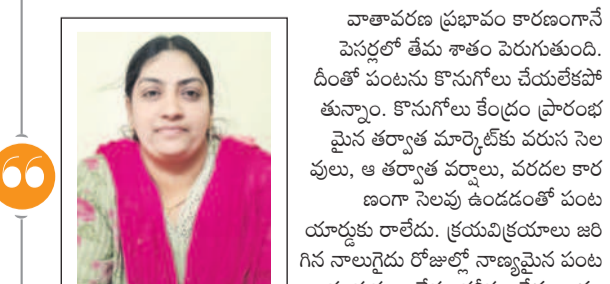 వాతావరణ ప్రభావం కారణంగానే
పెసర్లలో తేమ శాతం పెరుగుతుంది.
దీంతో పంటను కొనుగోలు చేయలేకపో
తున్నాం. కొనుగోలు కేంద్రం ప్రారంభ
మైన తర్వాత మార్కెట్‌కు వరుస సెల
వులు, ఆ తర్వాత వర్షాలు, వరదల కార
ణంగా సెలవు ఉండడంతో పంట
యార్డుకు రాలేదు. క్రయవిక్రయాలు జరి
గిన నాలుగైదు రోజుల్లో నాణ్యమైన పంట